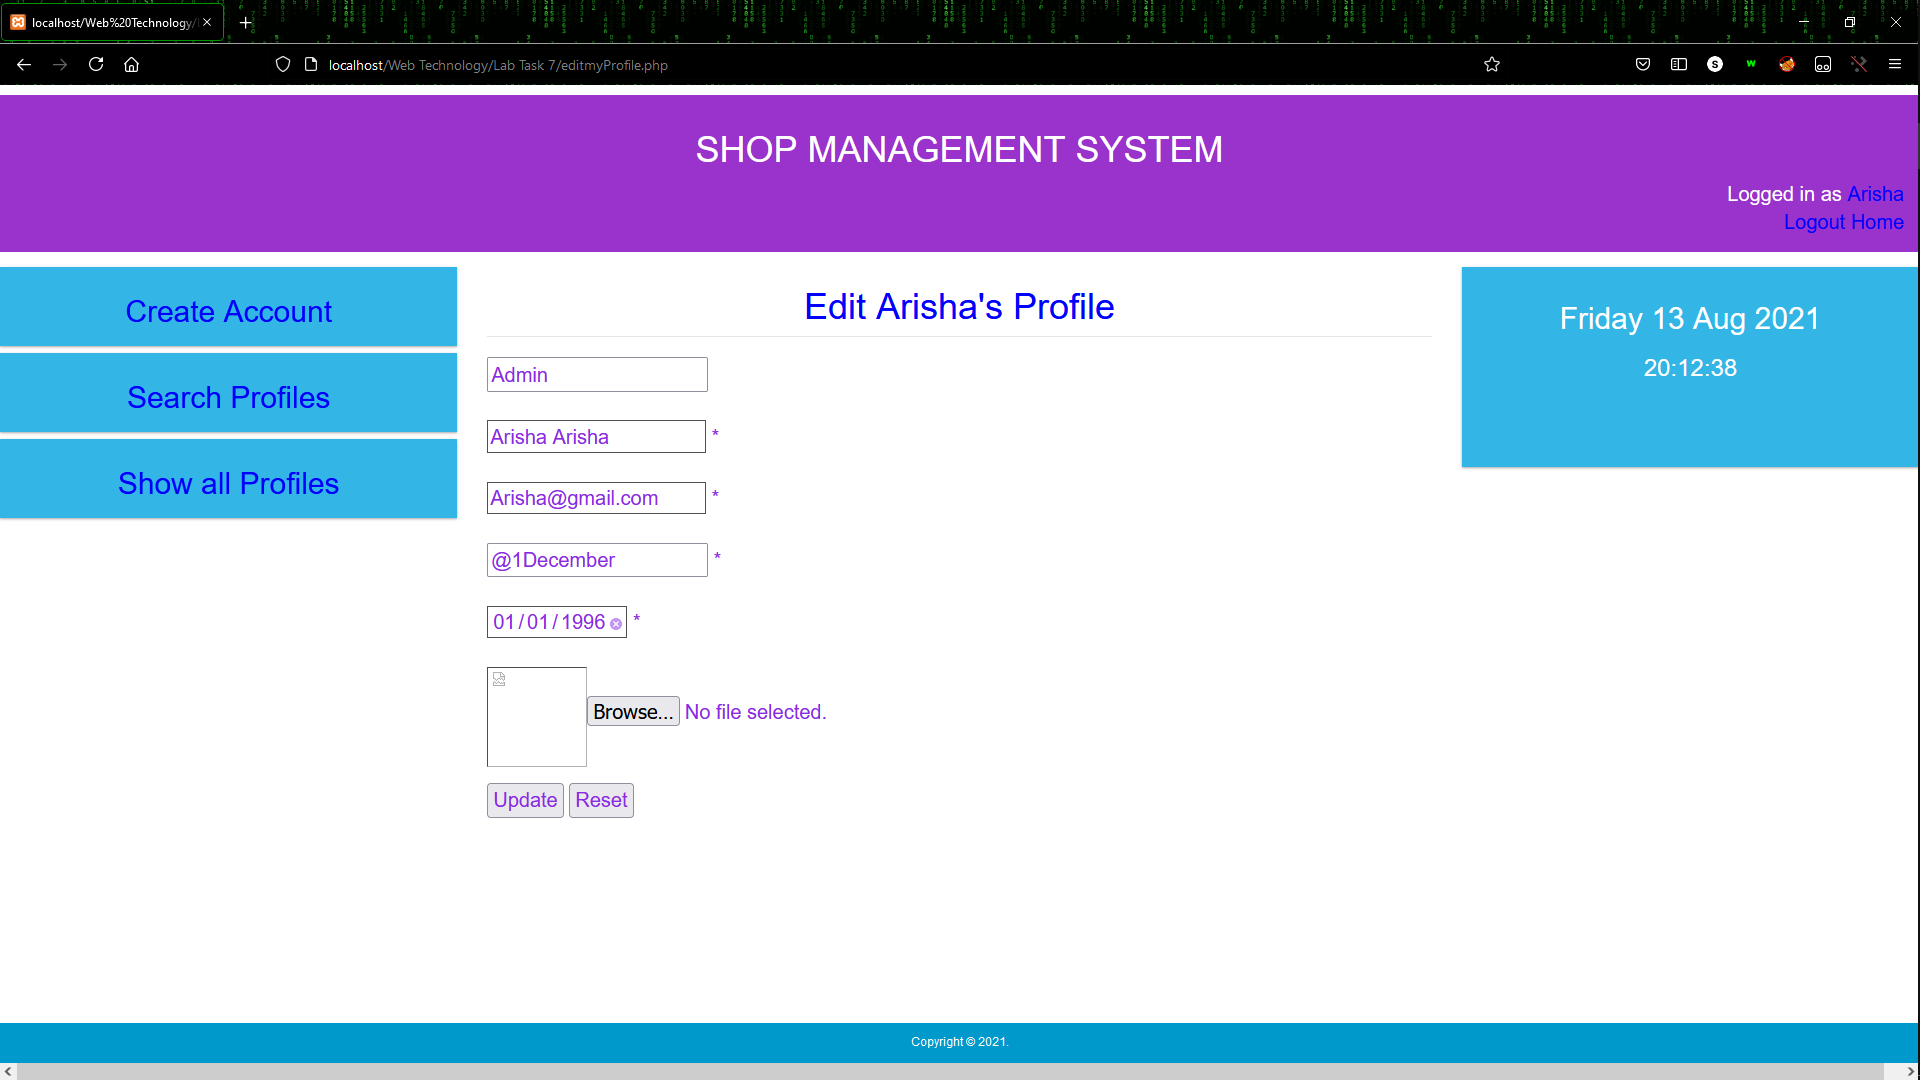 localhost/Web%20Technology/
localhost/Web Technology/Lab Task 7/editmyProfile.php
SHOP MANAGEMENT SYSTEM
Logged in as Arisha
Logout Home
Create Account
Search Profiles
Show all Profiles
Edit Arisha's Profile
Admin
Arisha Arisha *
Arisha@gmail.com *
@1December *
01/01/1996 *
Browse... No file selected.
Update Reset
Friday 13 Aug 2021
20:12:38
Copyright © 2021.